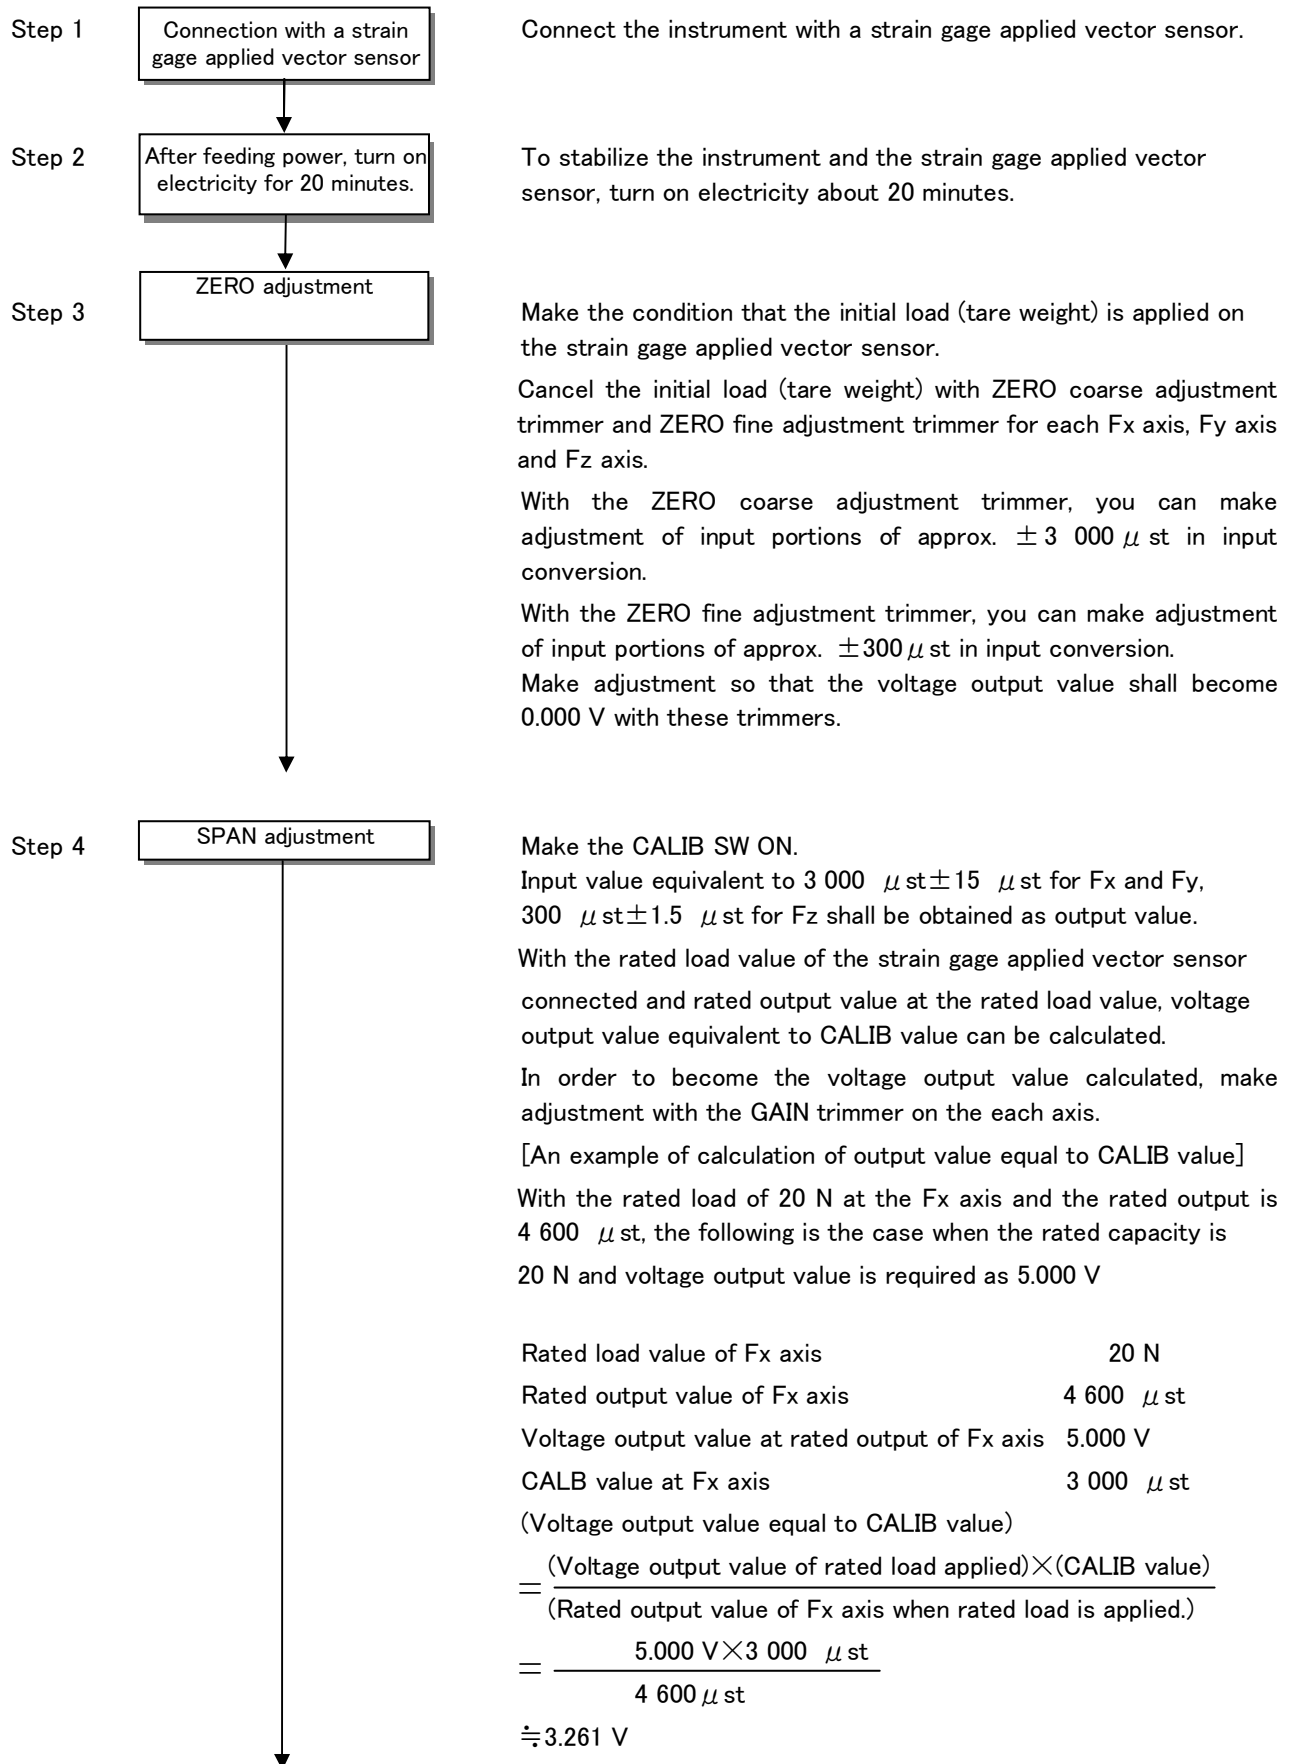 Step 1
Connection with a strain
gage applied vector sensor
Connect the instrument with a strain gage applied vector sensor.
Step 2
After feeding power, turn on
electricity for 20 minutes.
To stabilize the instrument and the strain gage applied vector
sensor, turn on electricity about 20 minutes.
ZERO adjustment
Step 3
Make the condition that the initial load (tare weight) is applied on
the strain gage applied vector sensor.
Cancel the initial load (tare weight) with ZERO coarse adjustment
trimmer and ZERO fine adjustment trimmer for each Fx axis, Fy axis
and Fz axis.
With the ZERO coarse adjustment trimmer, you can make
adjustment of input portions of approx. ±3 000 μst in input
conversion.
With the ZERO fine adjustment trimmer, you can make adjustment
of input portions of approx. ±300μst in input conversion.
Make adjustment so that the voltage output value shall become
0.000 V with these trimmers.
Step 4
SPAN adjustment
Make the CALIB SW ON.
Input value equivalent to 3 000 μst±15 μst for Fx and Fy,
300 μst±1.5 μst for Fz shall be obtained as output value.
With the rated load value of the strain gage applied vector sensor
connected and rated output value at the rated load value, voltage
output value equivalent to CALIB value can be calculated.
In order to become the voltage output value calculated, make
adjustment with the GAIN trimmer on the each axis.
[An example of calculation of output value equal to CALIB value]
With the rated load of 20 N at the Fx axis and the rated output is
4 600 μst, the following is the case when the rated capacity is
20 N and voltage output value is required as 5.000 V
Rated load value of Fx axis 20 N
Rated output value of Fx axis 4 600 μst
Voltage output value at rated output of Fx axis 5.000 V
CALB value at Fx axis 3 000 μst
(Voltage output value equal to CALIB value)
= (Voltage output value of rated load applied)×(CALIB value)
(Rated output value of Fx axis when rated load is applied.)
= 5.000 V×3 000 μst
4 600μst
≒3.261 V